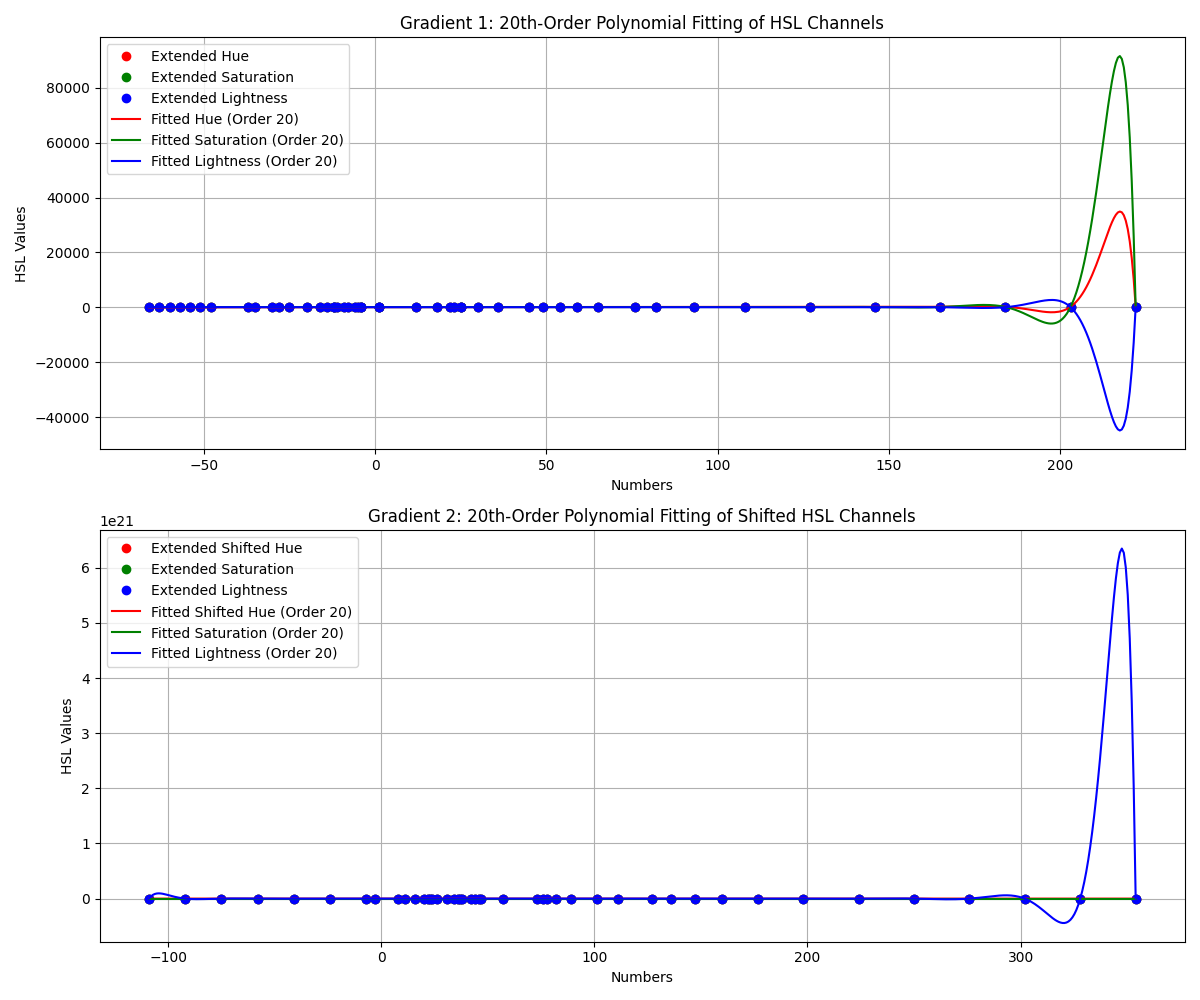 Gradient 1: 20th-Order Polynomial Fitting of HSL Channels
Extended Hue
Extended Saturation
Extended Lightness
Fitted Hue (Order 20)
Fitted Saturation (Order 20)
Fitted Lightness (Order 20)
80000
60000
40000
20000
0
−20000
−40000
HSL Values
−50 0 50 100 150 200
Numbers
Gradient 2: 20th-Order Polynomial Fitting of Shifted HSL Channels
1e21
Extended Shifted Hue
Extended Saturation
Extended Lightness
Fitted Shifted Hue (Order 20)
Fitted Saturation (Order 20)
Fitted Lightness (Order 20)
6
5
4
3
2
1
0
HSL Values
−100 0 100 200 300
Numbers